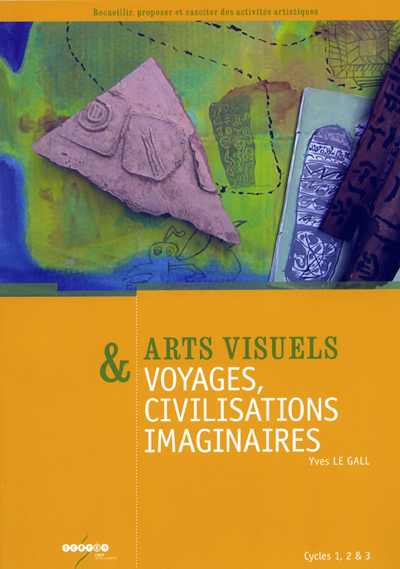 Recueillir, proposer et susciter des activités artistiques
& ARTS VISUELS
VOYAGES,
CIVILISATIONS
IMAGINAIRES
Yves LE GALL
scérén
Cycles 1, 2 & 3